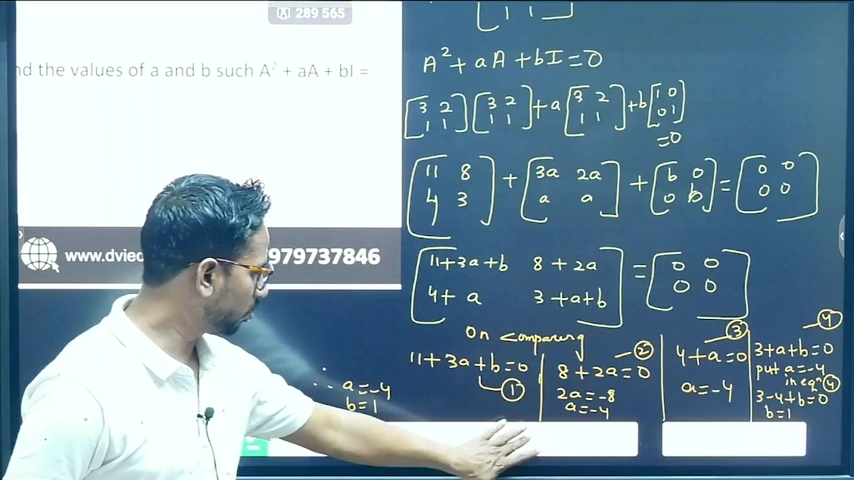 289 565
nd the values of a and b such A² + aA + bI =
www.dvie
979737846
1 1
A² + aA + bI = 0
[3 2 [3 2 + a [3 2 + b [1 0
1 1] 1 1] 1 1] 0 1]
= 0
[11 8 + [3a 2a + [b 0 = [0 0
4 3] a a] 0 b] 0 0]
[11+3a+b 8+2a = [0 0
4+a 3+a+b] 0 0]
On comparing
11+3a+b=0
①
8+2a=0 ②
2a=-8
a=-4
4+a=0 ③
a=-4
④
3+a+b=0
put a=-4
in eqⁿ ④
3-4+b=0
b=1
∴ a=-4
b=1